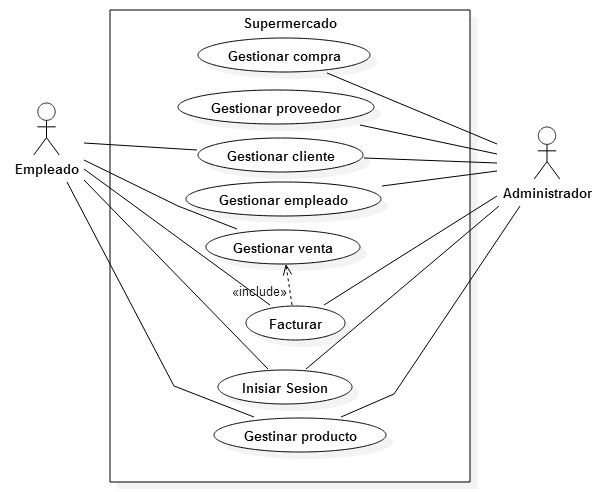 Supermercado
Gestionar compra
Gestionar proveedor
Gestionar cliente
Empleado
Administrador
Gestionar empleado
Gestionar venta
«include»
Facturar
Inisiar Sesion
Gestinar producto